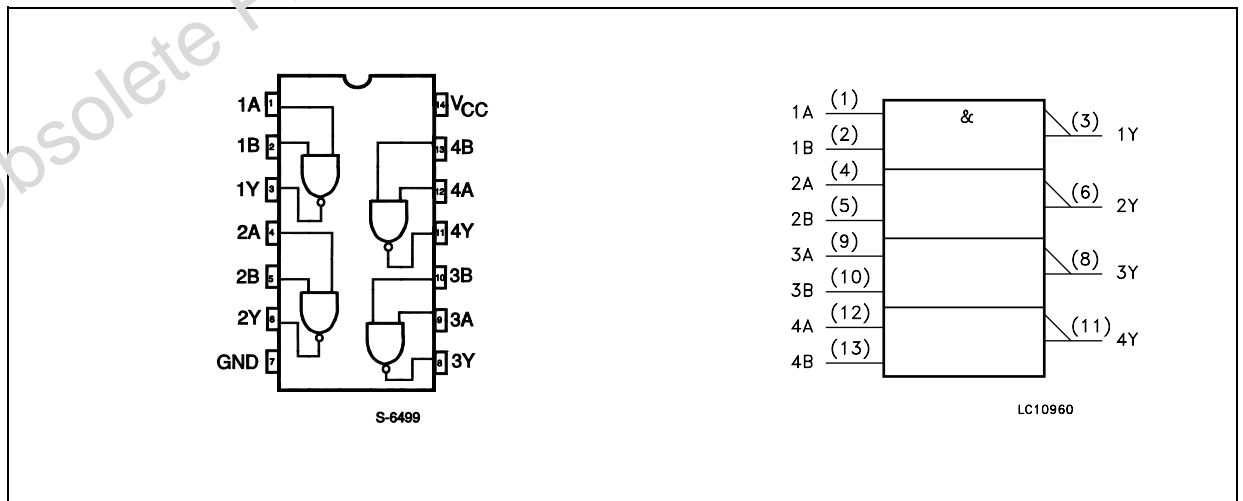 obsolete
1A 1
1B 2
1Y 3
2A 4
2B 5
2Y 6
GND 7
14 VCC
13 4B
12 4A
11 4Y
10 3B
9 3A
8 3Y
S-6499
1A (1)
1B (2)
2A (4)
2B (5)
3A (9)
3B (10)
4A (12)
4B (13)
&
(3) 1Y
(6) 2Y
(8) 3Y
(11) 4Y
LC10960